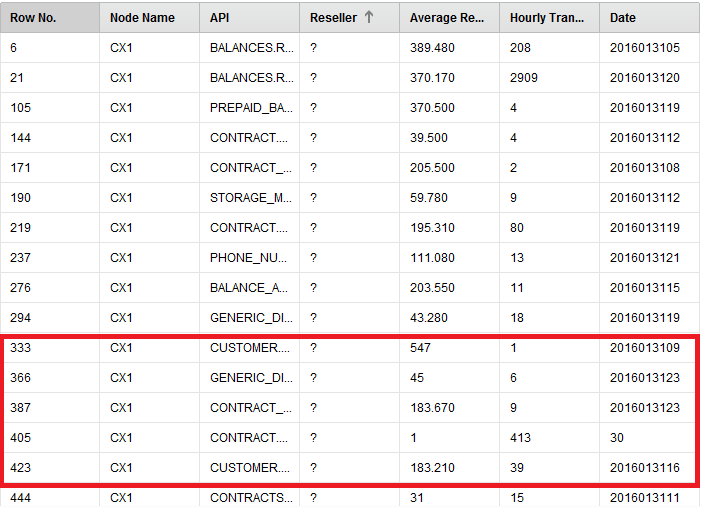 Row No. Node Name API Reseller Average Re... Hourly Tran... Date
6 CX1 BALANCES.R... ? 389.480 208 2016013105
21 CX1 BALANCES.R... ? 370.170 2909 2016013120
105 CX1 PREPAID_BA... ? 370.500 4 2016013119
144 CX1 CONTRACT.... ? 39.500 4 2016013112
171 CX1 CONTRACT_... ? 205.500 2 2016013108
190 CX1 STORAGE_M... ? 59.780 9 2016013112
219 CX1 CONTRACT.... ? 195.310 80 2016013119
237 CX1 PHONE_NU... ? 111.080 13 2016013121
276 CX1 BALANCE_A... ? 203.550 11 2016013115
294 CX1 GENERIC_DI... ? 43.280 18 2016013119
333 CX1 CUSTOMER.... ? 547 1 2016013109
366 CX1 GENERIC_DI... ? 45 6 2016013123
387 CX1 CONTRACT_... ? 183.670 9 2016013123
405 CX1 CONTRACT.... ? 1 413 30
423 CX1 CUSTOMER.... ? 183.210 39 2016013116
444 CX1 CONTRACTS... ? 31 15 2016013111